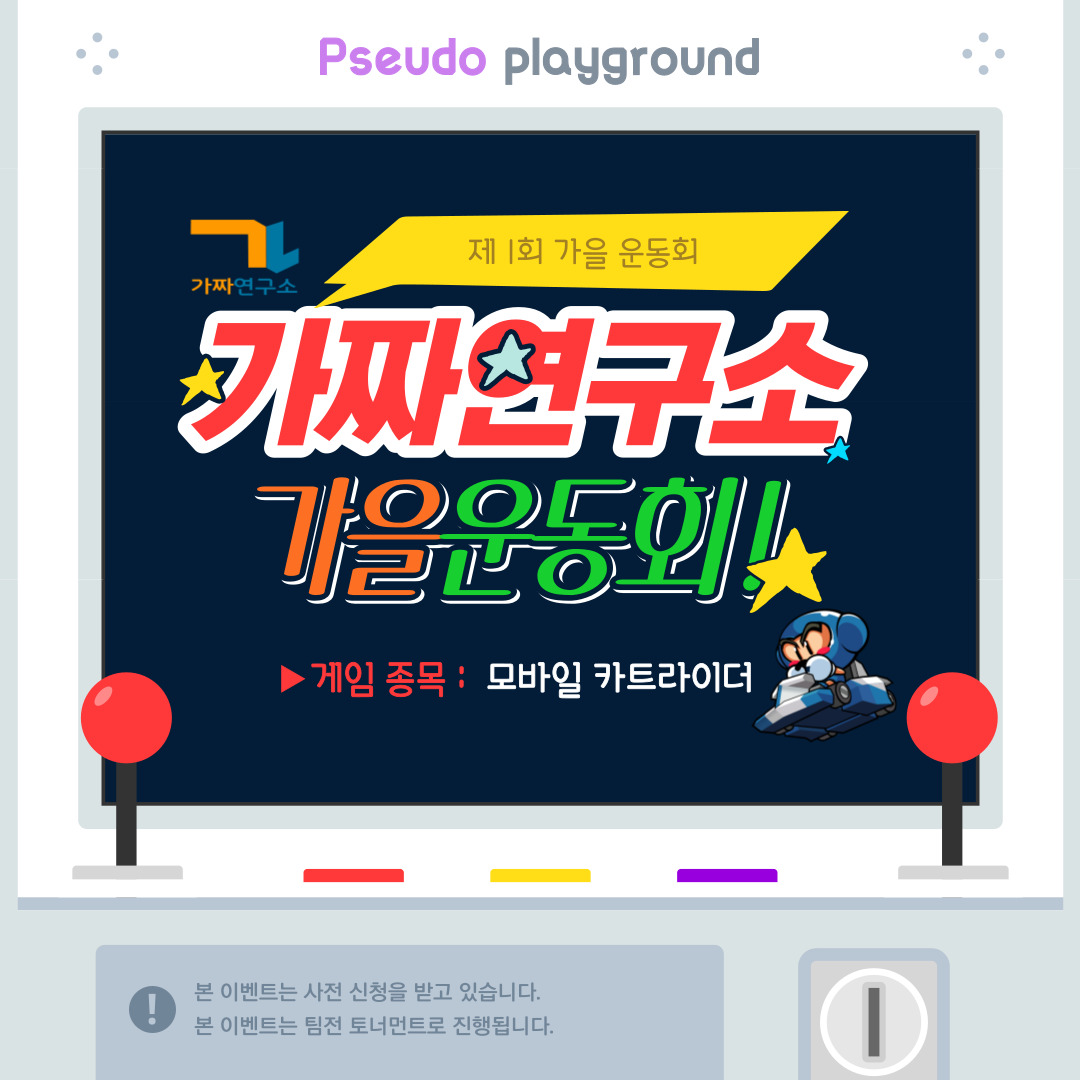 Pseudo playground
가짜연구소
제 1회 가을 운동회
가짜연구소
가을운동회!
▶게임 종목 : 모바일 카트라이더
! 본 이벤트는 사전 신청을 받고 있습니다.
본 이벤트는 팀전 토너먼트로 진행됩니다.